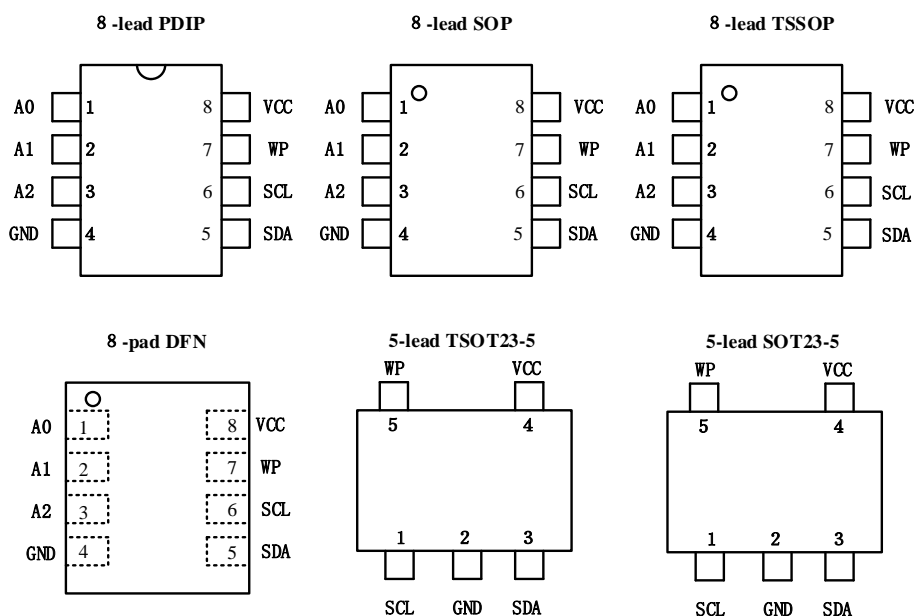 8 -lead PDIP 8 -lead SOP 8 -lead TSSOP
A0 1 8 VCC A0 1 8 VCC A0 1 8 VCC
A1 2 7 WP A1 2 7 WP A1 2 7 WP
A2 3 6 SCL A2 3 6 SCL A2 3 6 SCL
GND 4 5 SDA GND 4 5 SDA GND 4 5 SDA
8 -pad DFN 5-lead TSOT23-5 5-lead SOT23-5
A0 1 8 VCC
A1 2 7 WP
A2 3 6 SCL
GND 4 5 SDA
WP VCC
5 4
1 2 3
SCL GND SDA
WP VCC
5 4
1 2 3
SCL GND SDA